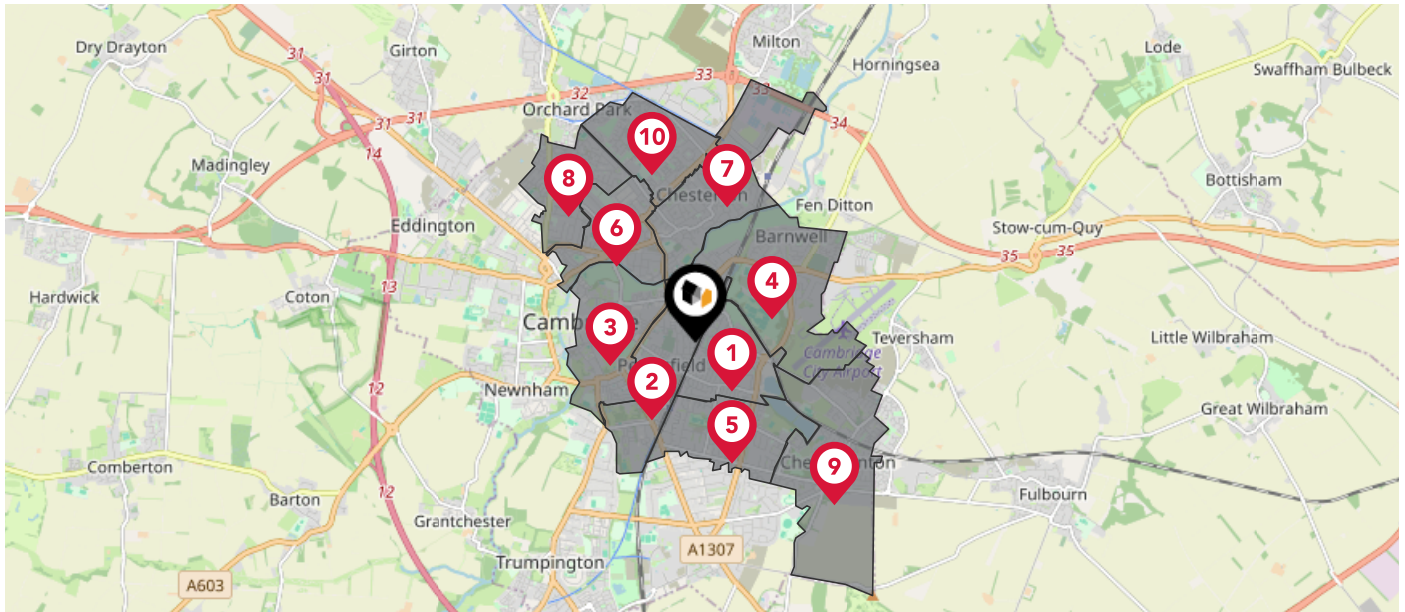 Dry Drayton
Girton
Milton
Horningsea
Lode
Swaffham Bulbeck
31
31
33
33
32
Orchard Park
31
31
34
14
10
Madingley
8
7
Chesterton
Bottisham
Fen Ditton
Eddington
6
Barnwell
Stow-cum-Quy
35
35
Hardwick
Coton
13
4
Cambridge
3
Teversham
Little Wilbraham
Cambridge
City Airport
1
Petersfield
2
12
Newnham
Great Wilbraham
5
Comberton
Cherry Hinton
9
12
Barton
Fulbourn
Grantchester
A1307
Trumpington
A603